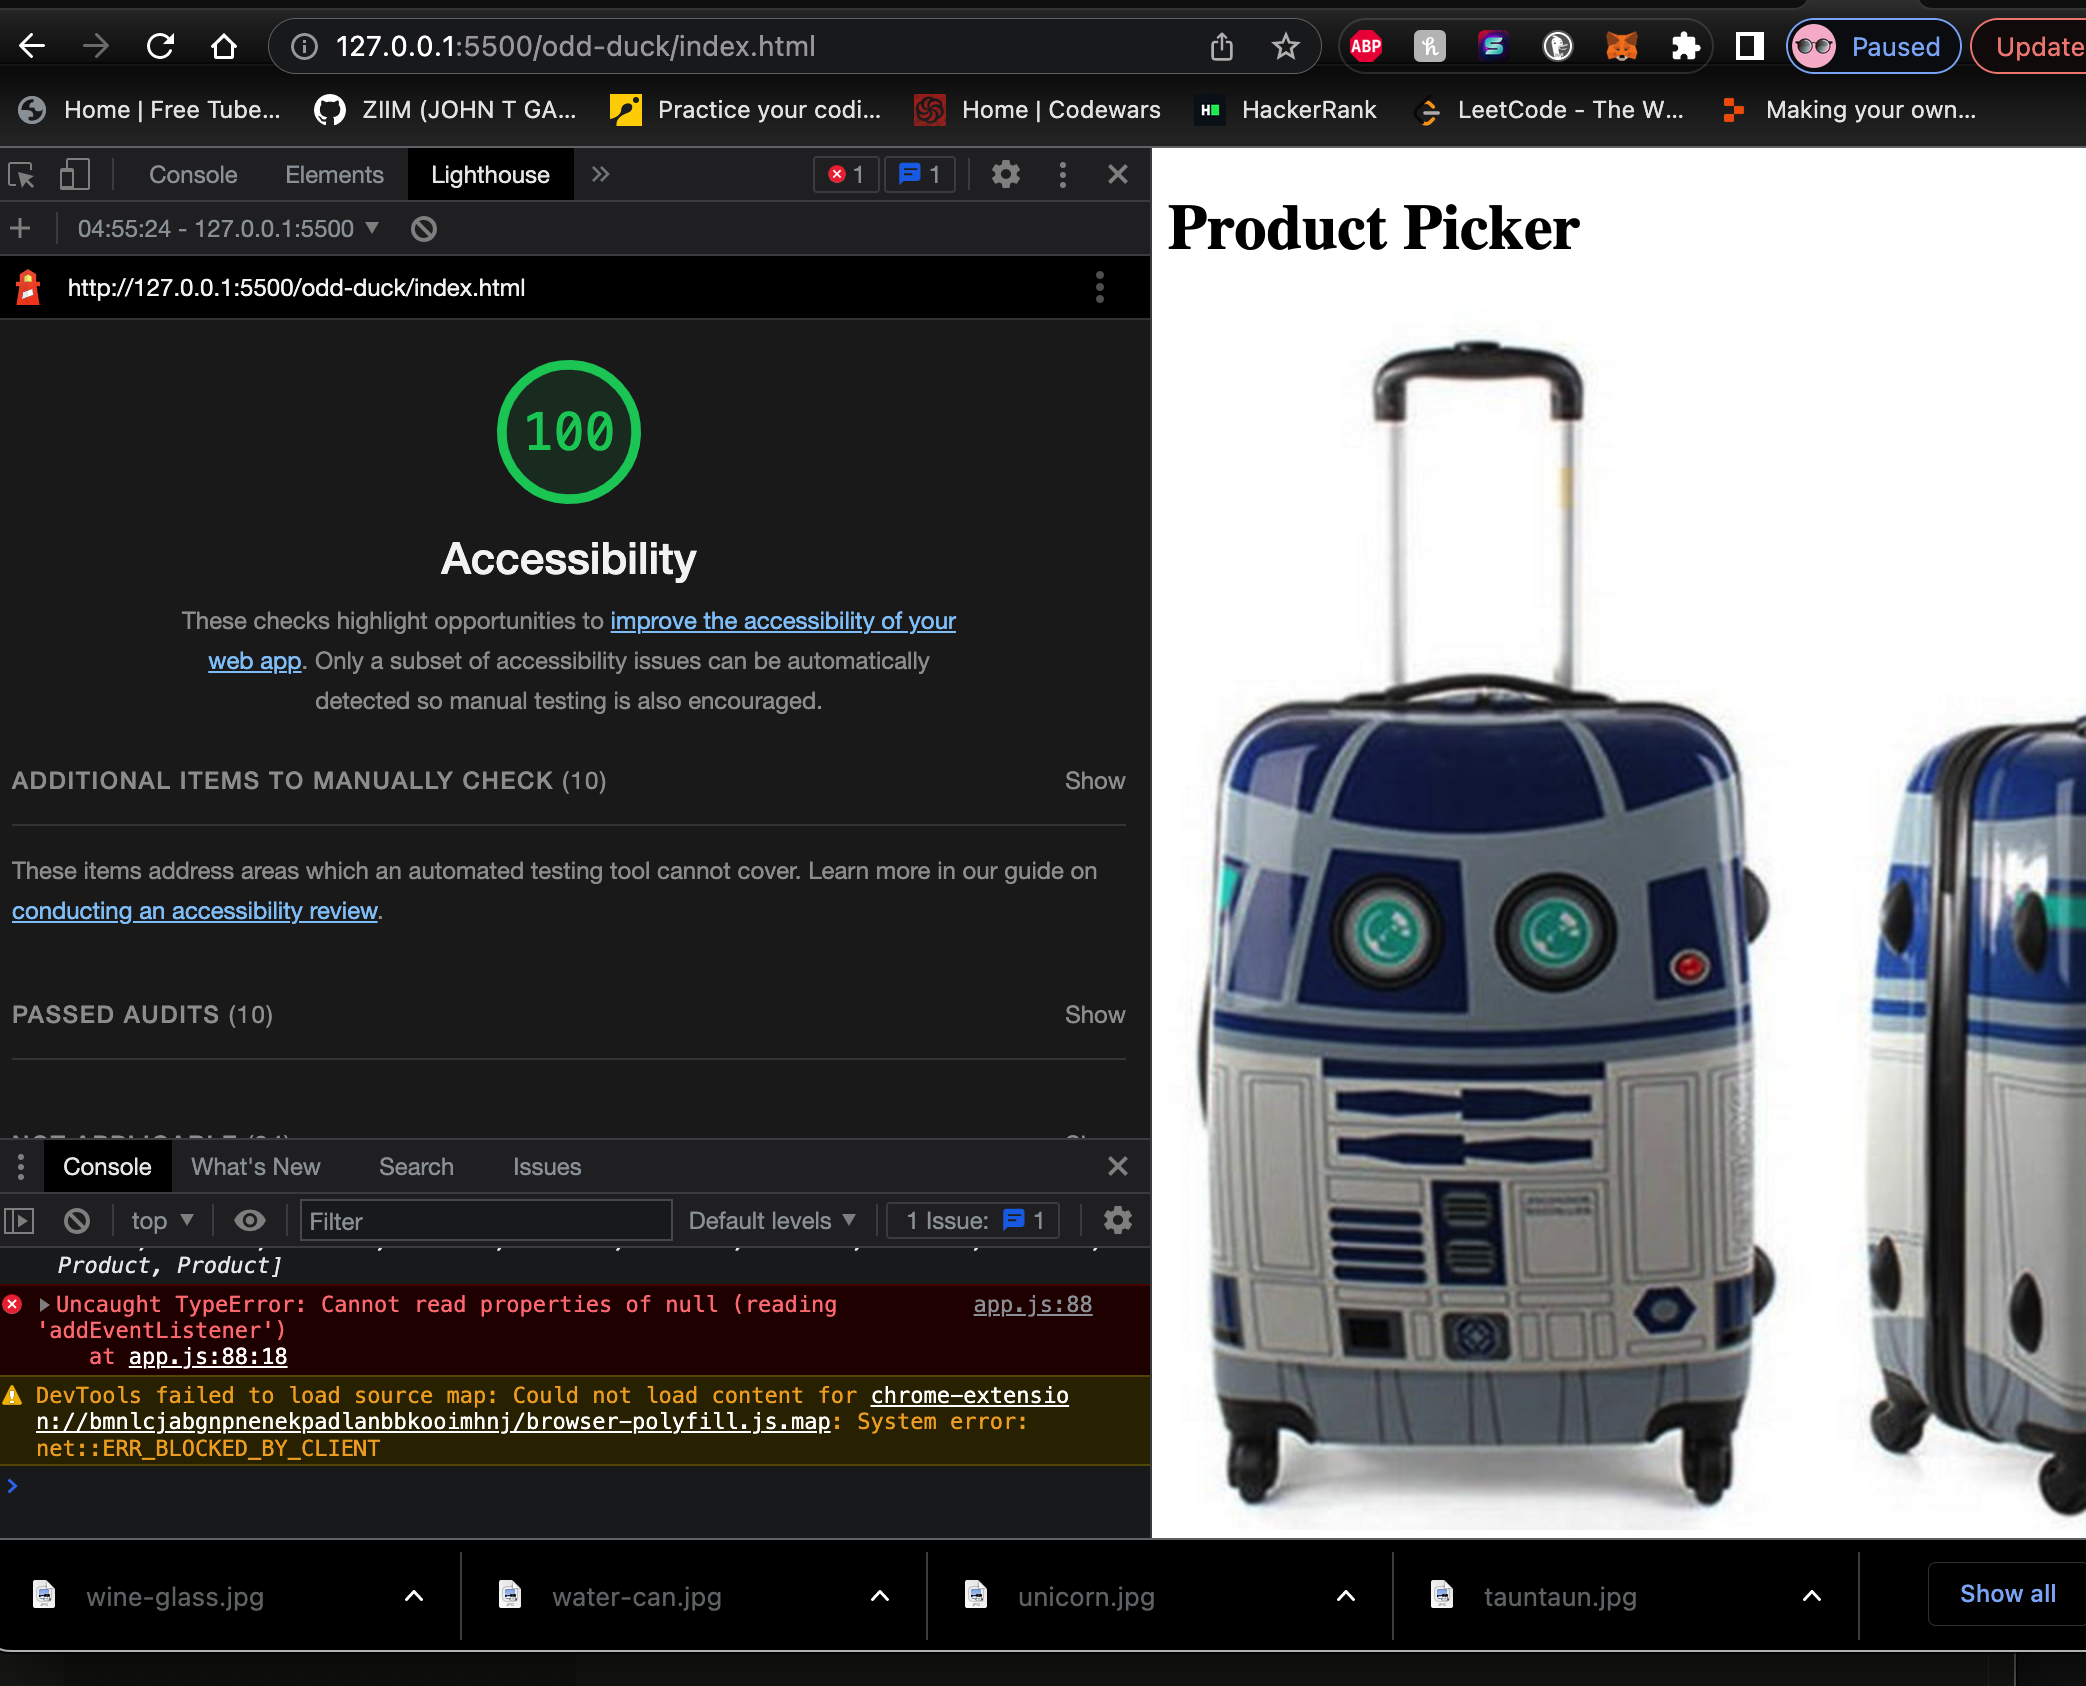 127.0.0.1:5500/odd-duck/index.html
ABP
Paused
Update
Home | Free Tube...
ZIIM (JOHN T GA...
Practice your codi...
Home | Codewars
HackerRank
LeetCode - The W...
Making your own...
Console
Elements
Lighthouse
1
1
04:55:24 - 127.0.0.1:5500
http://127.0.0.1:5500/odd-duck/index.html
100
Accessibility
These checks highlight opportunities to improve the accessibility of your
web app. Only a subset of accessibility issues can be automatically
detected so manual testing is also encouraged.
ADDITIONAL ITEMS TO MANUALLY CHECK (10)
Show
These items address areas which an automated testing tool cannot cover. Learn more in our guide on
conducting an accessibility review.
PASSED AUDITS (10)
Show
Console
What's New
Search
Issues
top
Filter
Default levels
1 Issue:
1
Product, Product]
Uncaught TypeError: Cannot read properties of null (reading
app.js:88
'addEventListener')
at app.js:88:18
DevTools failed to load source map: Could not load content for chrome-extensio
n://bmnlcjabgnpnenekpadlanbbkooimhnj/browser-polyfill.js.map: System error:
net::ERR_BLOCKED_BY_CLIENT
Product Picker
wine-glass.jpg
water-can.jpg
unicorn.jpg
tauntaun.jpg
Show all